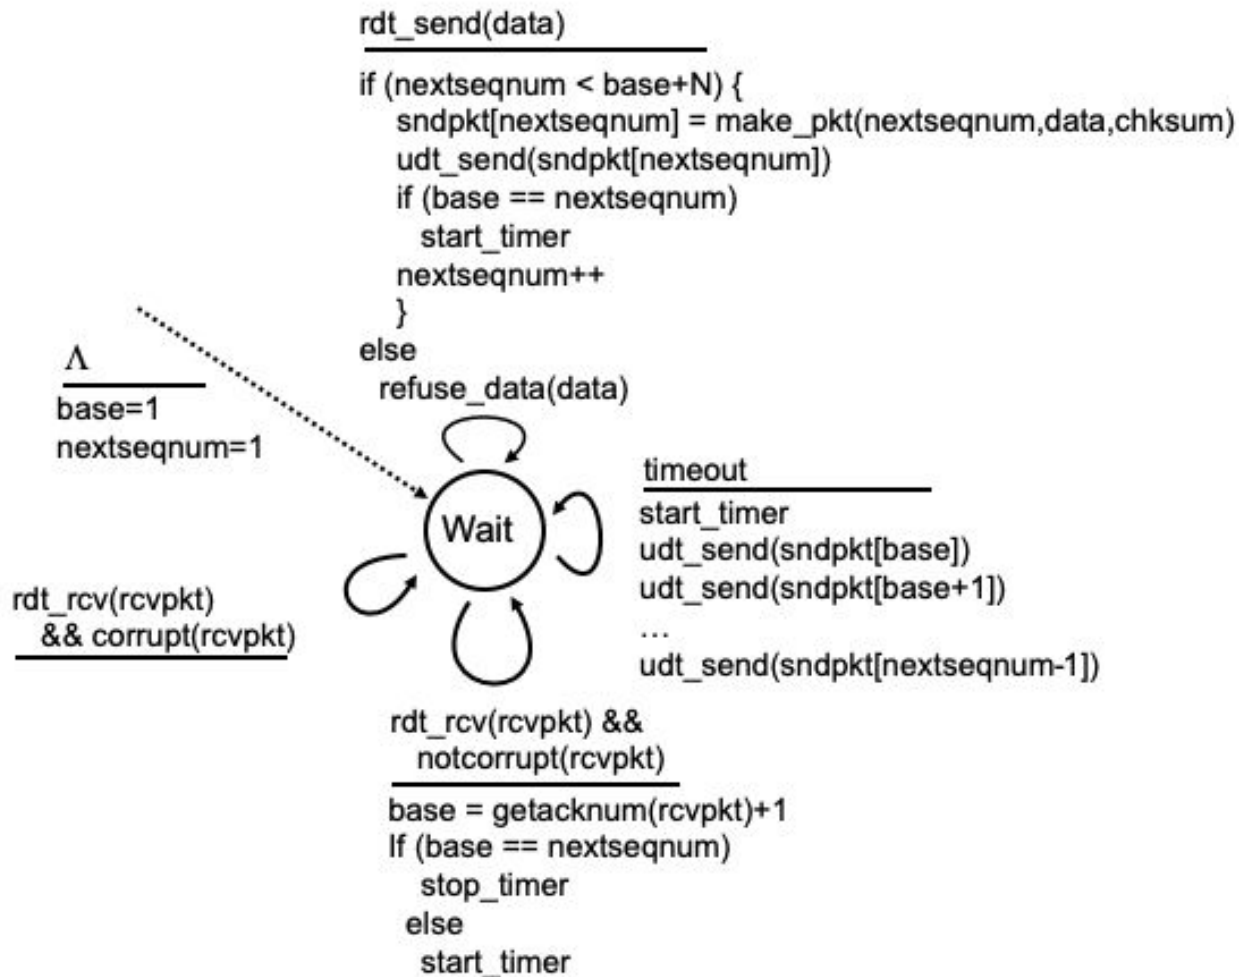 rdt_send(data)
if (nextseqnum < base+N) {
sndpkt[nextseqnum] = make_pkt(nextseqnum,data,chksum)
udt_send(sndpkt[nextseqnum])
if (base == nextseqnum)
start_timer
nextseqnum++
}
else
refuse_data(data)
Λ
base=1
nextseqnum=1
Wait
timeout
start_timer
udt_send(sndpkt[base])
udt_send(sndpkt[base+1])
…
udt_send(sndpkt[nextseqnum-1])
rdt_rcv(rcvpkt)
&& corrupt(rcvpkt)
rdt_rcv(rcvpkt) &&
notcorrupt(rcvpkt)
base = getacknum(rcvpkt)+1
If (base == nextseqnum)
stop_timer
else
start_timer